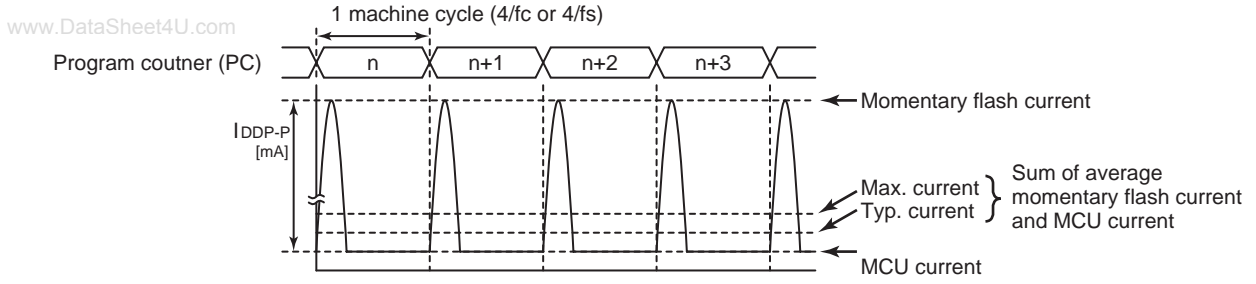 www.DataSheet4U.com
1 machine cycle (4/fc or 4/fs)
Program coutner (PC)
n
n+1
n+2
n+3
Momentary flash current
IDDP-P
[mA]
Max. current
Typ. current
Sum of average
momentary flash current
and MCU current
MCU current